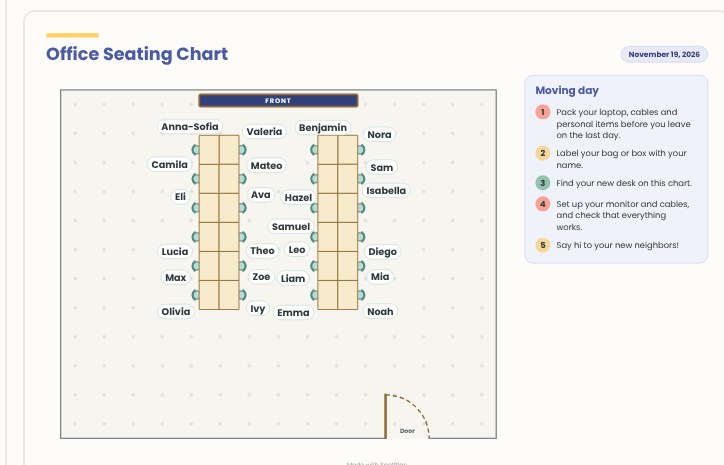 Office Seating Chart
November 19, 2026
FRONT
Anna-Sofia
Valeria
Benjamin
Nora
Camila
Mateo
Sam
Eli
Ava
Hazel
Isabella
Samuel
Lucia
Theo
Leo
Diego
Max
Zoe
Liam
Mia
Olivia
Ivy
Emma
Noah
Door
Moving day
1 Pack your laptop, cables and
personal items before you leave
on the last day.
2 Label your bag or box with your
name.
3 Find your new desk on this chart.
4 Set up your monitor and cables,
and check that everything
works.
5 Say hi to your new neighbors!